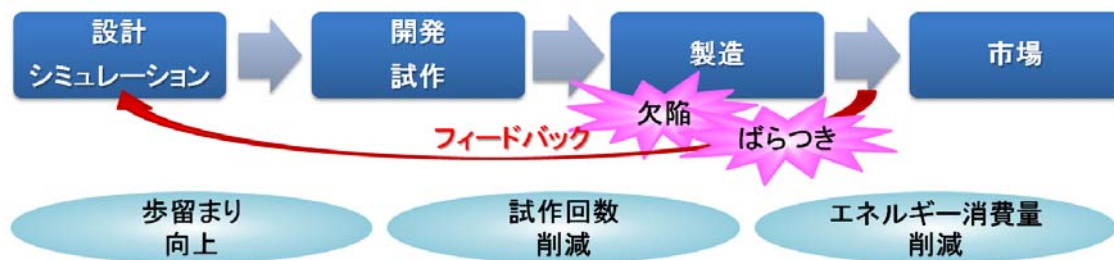 設計
シミュレーション
開発
試作
製造
市場
欠陥
ばらつき
フィードバック
歩留まり
向上
試作回数
削減
エネルギー消費量
削減